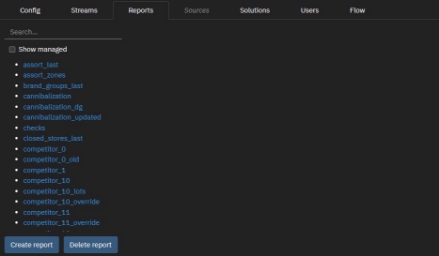 Config Streams Reports Sources Solutions Users Flow
Search...
Show managed
assort_last
assort_zones
brand_groups_last
cannibalization
cannibalization_dg
cannibalization_updated
checks
closed_stores_last
competitor_0
competitor_0_old
competitor_1
competitor_10
competitor_10_lots
competitor_10_override
competitor_11
competitor_11_override
Create report Delete report